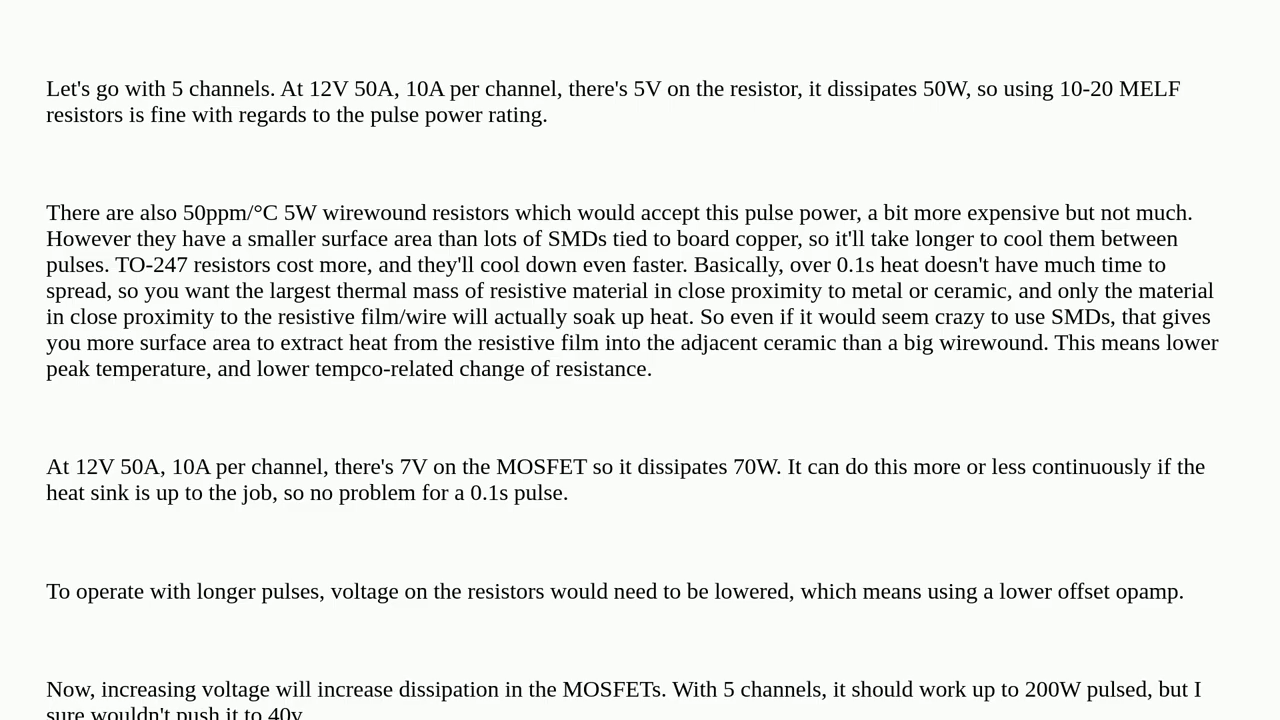 Let's go with 5 channels. At 12V 50A, 10A per channel, there's 5V on the resistor, it dissipates 50W, so using 10-20 MELF
resistors is fine with regards to the pulse power rating.
There are also 50ppm/°C 5W wirewound resistors which would accept this pulse power, a bit more expensive but not much.
However they have a smaller surface area than lots of SMDs tied to board copper, so it'll take longer to cool them between
pulses. TO-247 resistors cost more, and they'll cool down even faster. Basically, over 0.1s heat doesn't have much time to
spread, so you want the largest thermal mass of resistive material in close proximity to metal or ceramic, and only the material
in close proximity to the resistive film/wire will actually soak up heat. So even if it would seem crazy to use SMDs, that gives
you more surface area to extract heat from the resistive film into the adjacent ceramic than a big wirewound. This means lower
peak temperature, and lower tempco-related change of resistance.
At 12V 50A, 10A per channel, there's 7V on the MOSFET so it dissipates 70W. It can do this more or less continuously if the
heat sink is up to the job, so no problem for a 0.1s pulse.
To operate with longer pulses, voltage on the resistors would need to be lowered, which means using a lower offset opamp.
Now, increasing voltage will increase dissipation in the MOSFETs. With 5 channels, it should work up to 200W pulsed, but I
sure wouldn't push it to 40v.